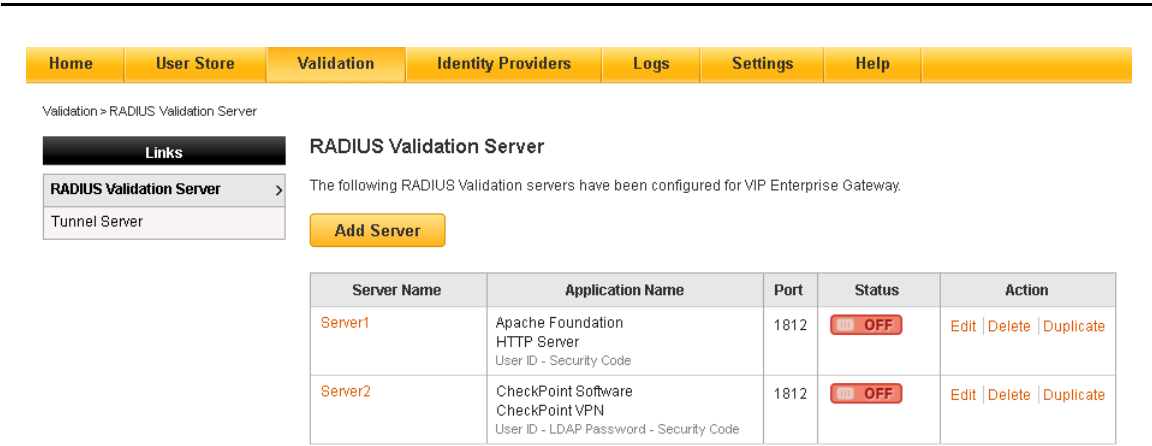 Home User Store Validation Identity Providers Logs Settings Help
Validation > RADIUS Validation Server
Links
RADIUS Validation Server >
Tunnel Server
RADIUS Validation Server
The following RADIUS Validation servers have been configured for VIP Enterprise Gateway.
Add Server
Server Name Application Name Port Status Action
Server1 Apache Foundation 1812 OFF Edit | Delete | Duplicate
HTTP Server
User ID - Security Code
Server2 CheckPoint Software 1812 OFF Edit | Delete | Duplicate
CheckPoint VPN
User ID - LDAP Password - Security Code